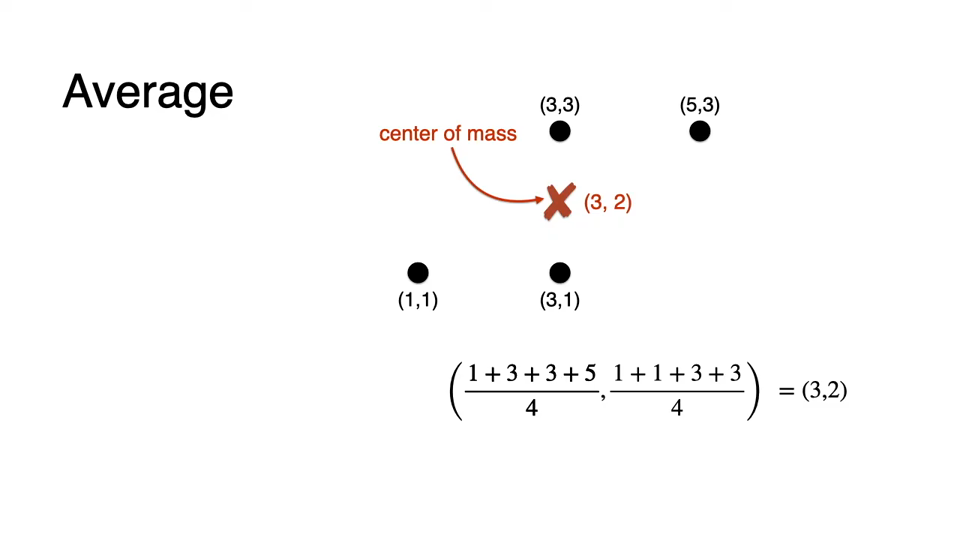 Average
(3,3)
(5,3)
center of mass
(3, 2)
(1,1)
(3,1)
(1 + 3 + 3 + 5 / 4, 1 + 1 + 3 + 3 / 4) = (3,2)